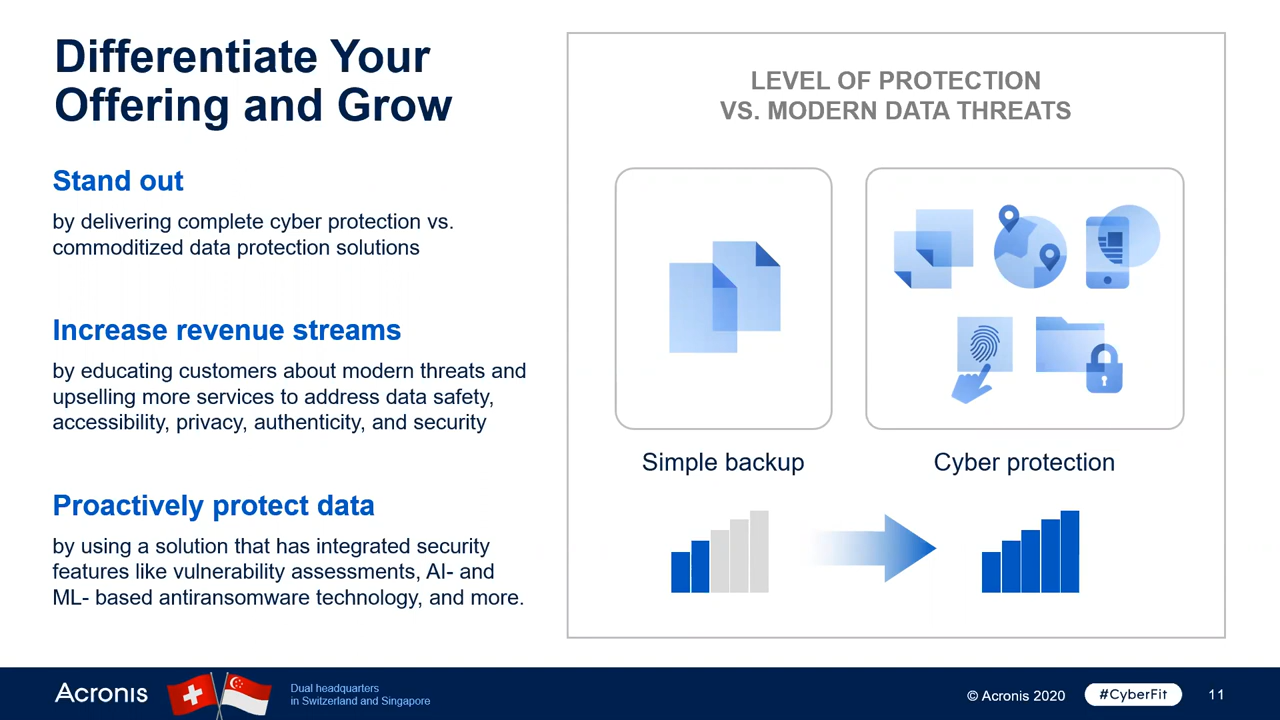 Differentiate Your
Offering and Grow
Stand out
by delivering complete cyber protection vs.
commoditized data protection solutions
Increase revenue streams
by educating customers about modern threats and
upselling more services to address data safety,
accessibility, privacy, authenticity, and security
Proactively protect data
by using a solution that has integrated security
features like vulnerability assessments, AI- and
ML- based antiransomware technology, and more.
LEVEL OF PROTECTION
VS. MODERN DATA THREATS
Simple backup
Cyber protection
Acronis
Dual headquarters
in Switzerland and Singapore
© Acronis 2020
#CyberFit
11